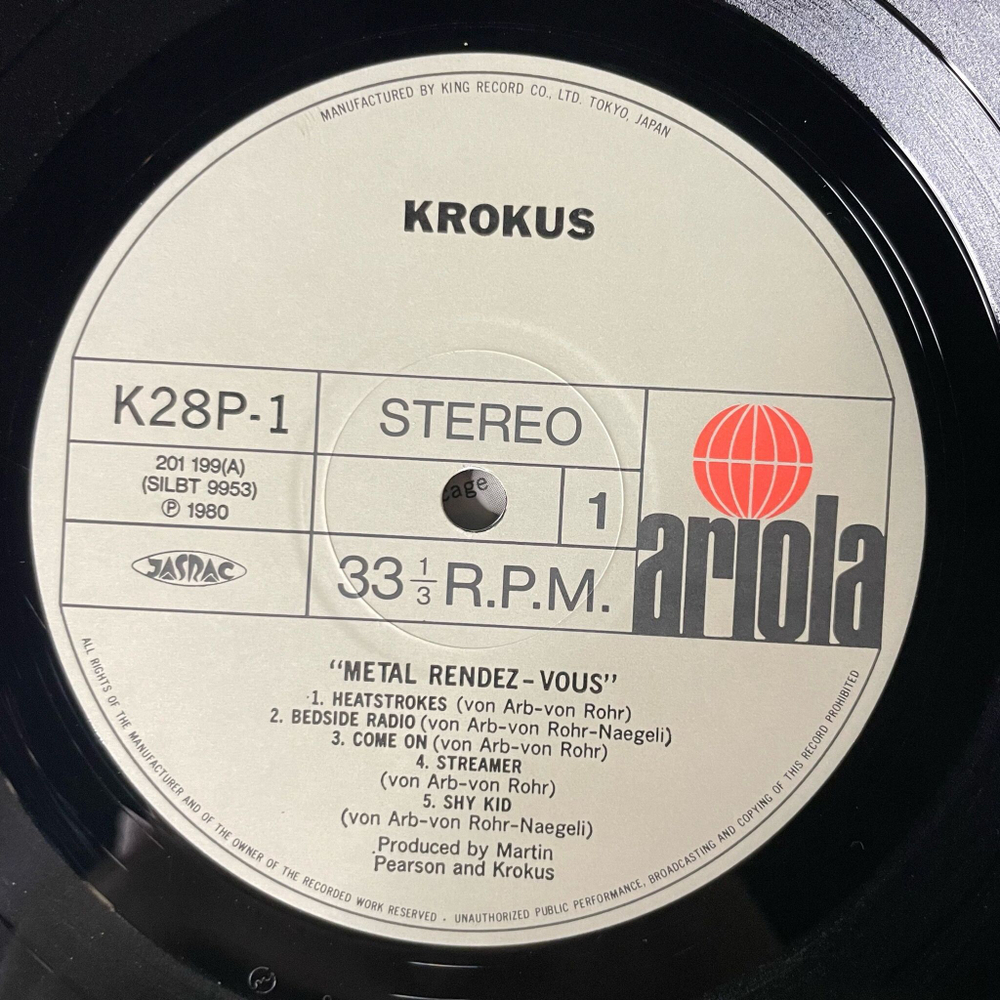 MANUFACTURED BY KING RECORD CO., LTD. TOKYO, JAPAN
KROKUS
K28P-1
STEREO
201 199(A)
(SILBT 9953)
Ⓟ 1980
cage
1
ariola
JASRAC
33 1/3 R.P.M.
"METAL RENDEZ-VOUS"
1. HEATSTROKES (von Arb-von Rohr)
2. BEDSIDE RADIO (von Arb-von Rohr-Naegeli)
3. COME ON (von Arb-von Rohr)
4. STREAMER
(von Arb-von Rohr)
5. SHY KID
(von Arb-von Rohr-Naegeli)
Produced by Martin
Pearson and Krokus
ALL RIGHTS OF THE MANUFACTURER AND OF THE OWNER OF THE RECORDED WORK RESERVED · UNAUTHORIZED PUBLIC PERFORMANCE, BROADCASTING AND COPYING OF THIS RECORD PROHIBITED